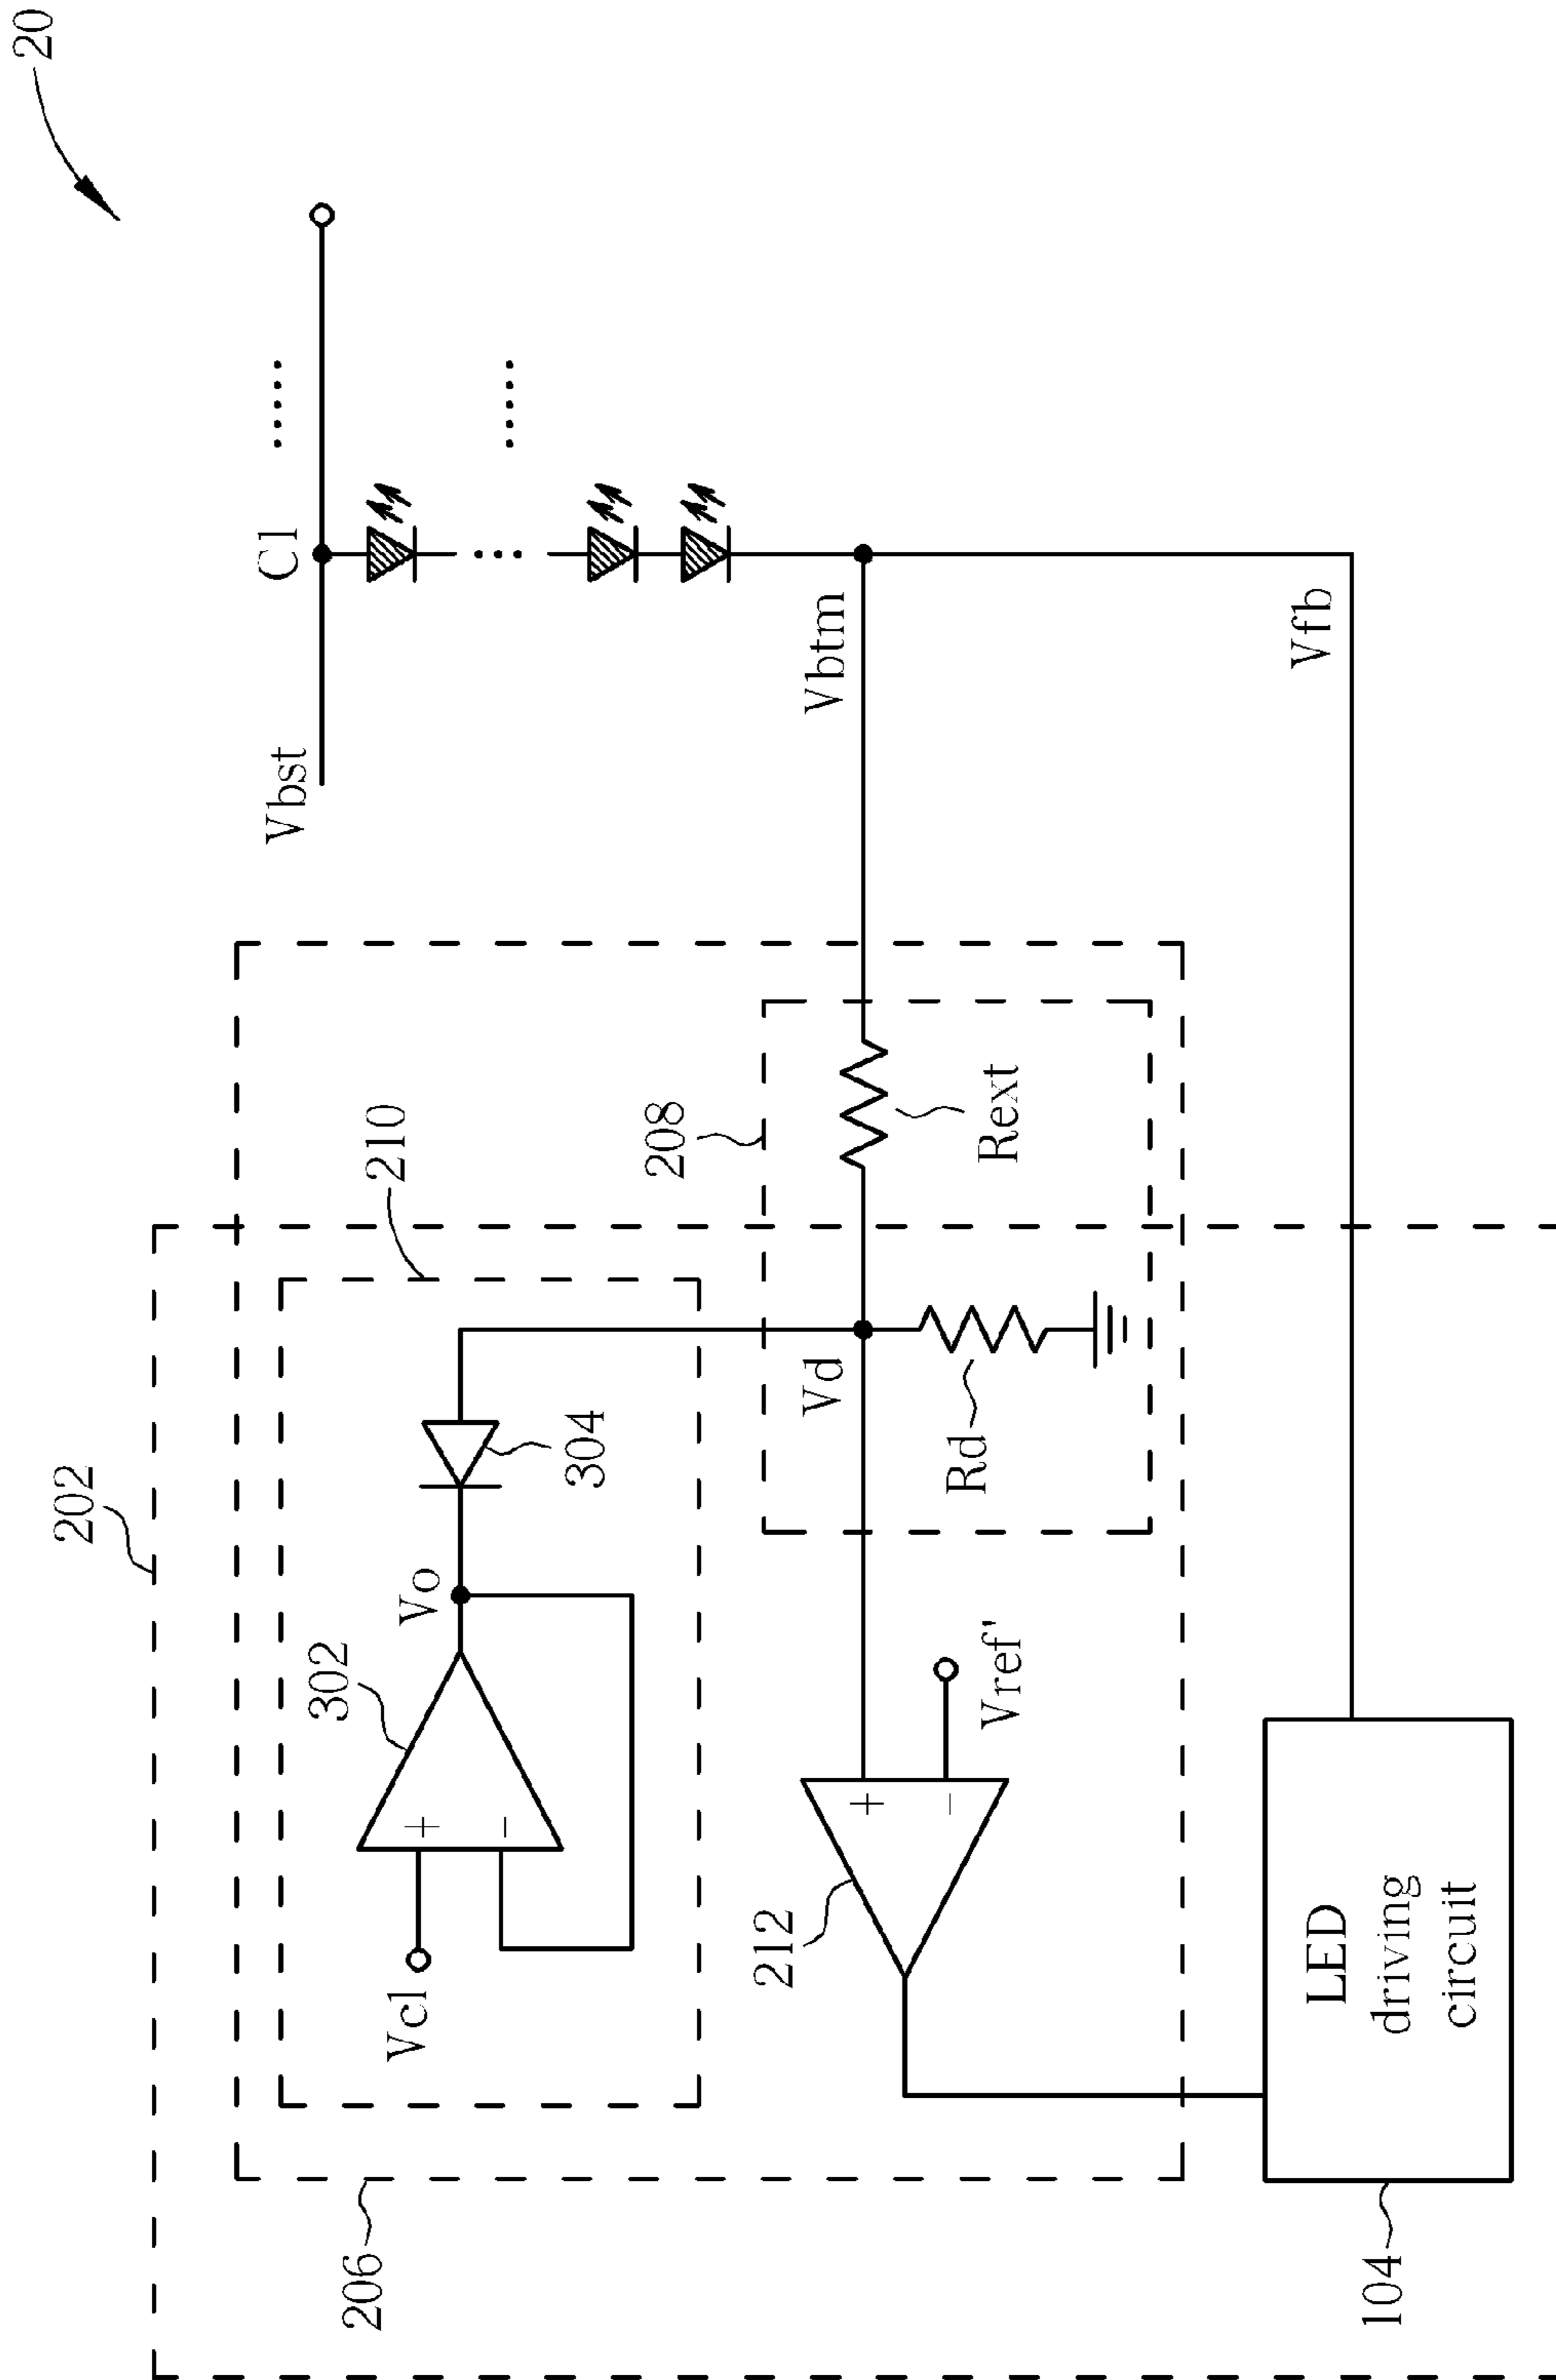 20
202
206
210
302
Vcl
+
-
Vo
304
208
Vbst
C1
Vd
Rext
Rd
Vbtm
212
+
-
Vref'
Vfb
104
LED
driving
circuit